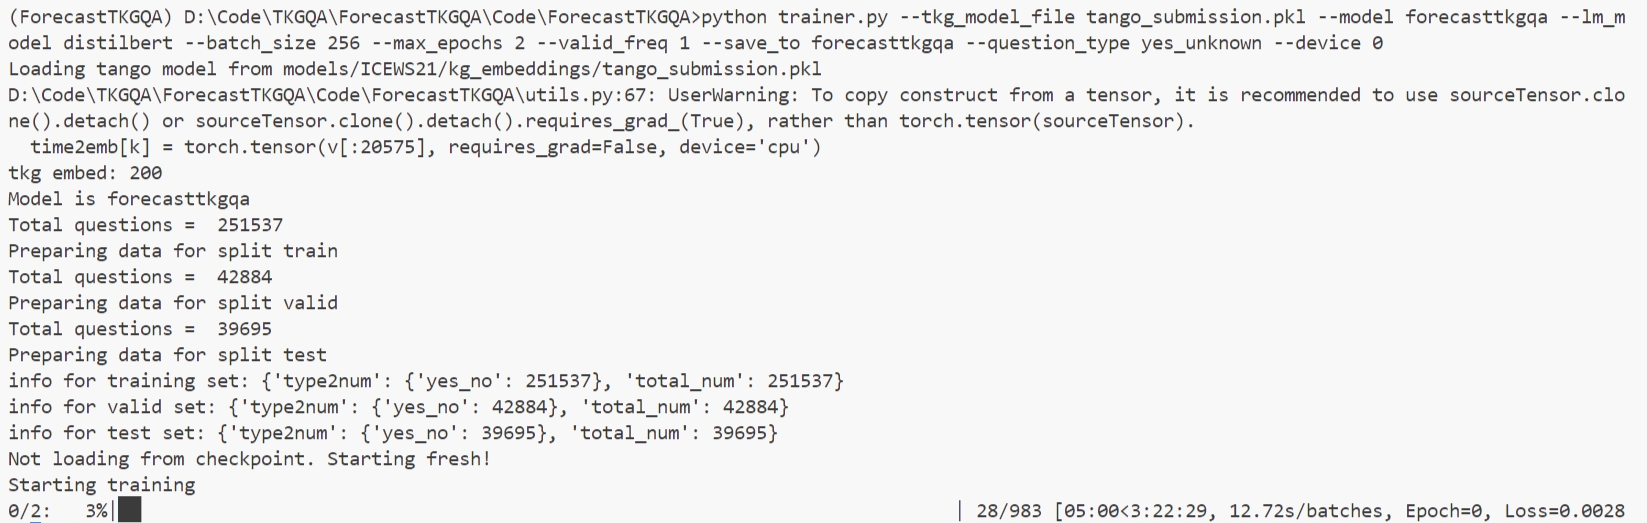 (ForecastTKGQA) D:\Code\TKGQA\ForecastTKGQA\Code\ForecastTKGQA>python trainer.py --tkg_model_file tango_submission.pkl --model forecasttkgqa --lm_m
odel distilbert --batch_size 256 --max_epochs 2 --valid_freq 1 --save_to forecasttkgqa --question_type yes_unknown --device 0
Loading tango model from models/ICEWS21/kg_embeddings/tango_submission.pkl
D:\Code\TKGQA\ForecastTKGQA\Code\ForecastTKGQA\utils.py:67: UserWarning: To copy construct from a tensor, it is recommended to use sourceTensor.clo
ne().detach() or sourceTensor.clone().detach().requires_grad_(True), rather than torch.tensor(sourceTensor).
  time2emb[k] = torch.tensor(v[:20575], requires_grad=False, device='cpu')
tkg embed: 200
Model is forecasttkgqa
Total questions =  251537
Preparing data for split train
Total questions =  42884
Preparing data for split valid
Total questions =  39695
Preparing data for split test
info for training set: {'type2num': {'yes_no': 251537}, 'total_num': 251537}
info for valid set: {'type2num': {'yes_no': 42884}, 'total_num': 42884}
info for test set: {'type2num': {'yes_no': 39695}, 'total_num': 39695}
Not loading from checkpoint. Starting fresh!
Starting training
0/2:   3%|█ | 28/983 [05:00<3:22:29, 12.72s/batches, Epoch=0, Loss=0.0028